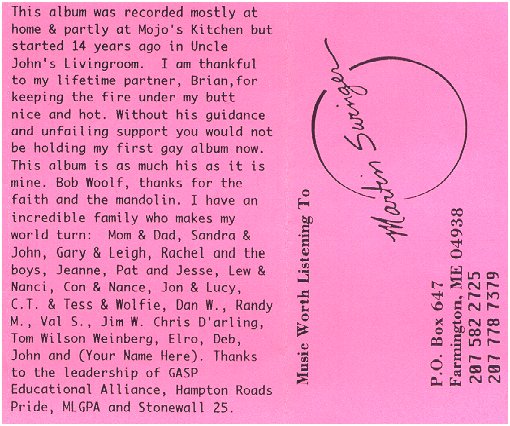 This album was recorded mostly at
home & partly at Mojo's Kitchen but
started 14 years ago in Uncle
John's Livingroom.  I am thankful
to my lifetime partner, Brian,for
keeping the fire under my butt
nice and hot. Without his guidance
and unfailing support you would not
be holding my first gay album now.
This album is as much his as it is
mine. Bob Woolf, thanks for the
faith and the mandolin. I have an
incredible family who makes my
world turn:  Mom & Dad, Sandra &
John, Gary & Leigh, Rachel and the
boys, Jeanne, Pat and Jesse, Lew &
Nanci, Con & Nance, Jon & Lucy,
C.T. & Tess & Wolfie, Dan W., Randy
M., Val S., Jim W. Chris D'arling,
Tom Wilson Weinberg, Elro, Deb,
John and (Your Name Here). Thanks
to the leadership of GASP
Educational Alliance, Hampton Roads
Pride, MLGPA and Stonewall 25.
Music Worth Listening To
Martin Swinger
P.O. Box 647
Farmington, ME 04938
207 582 2725
207 778 7379